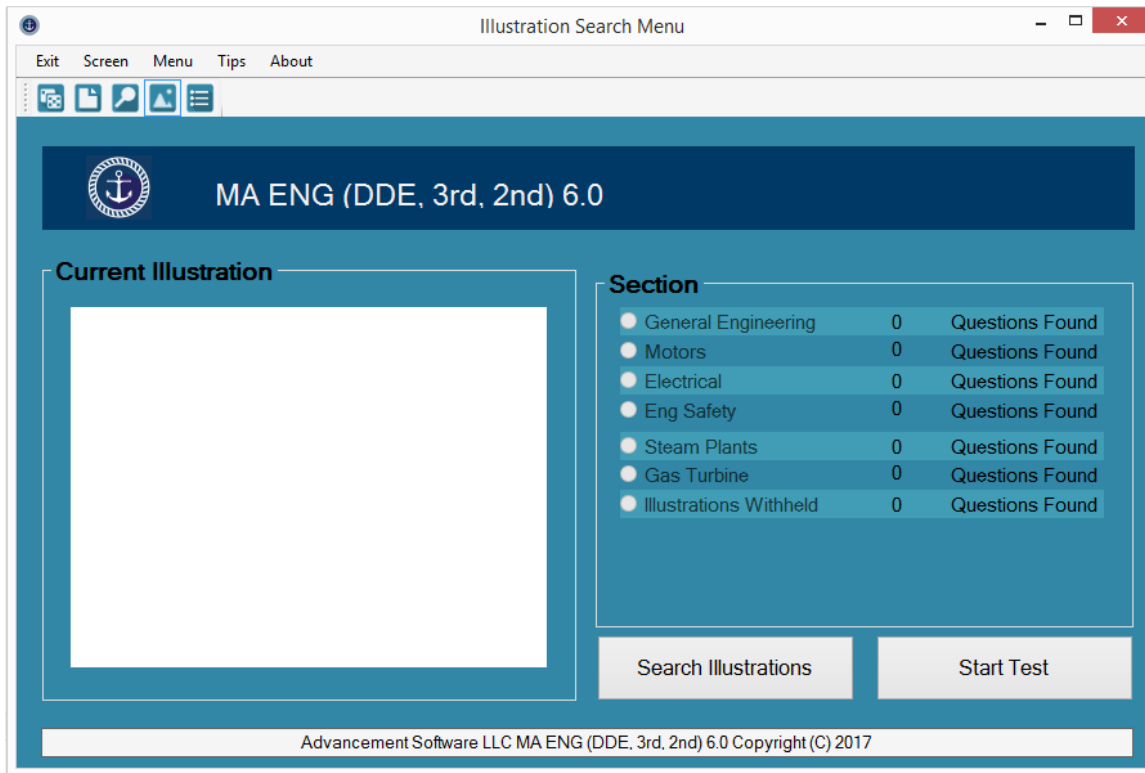 Illustration Search Menu
Exit Screen Menu Tips About
MA ENG (DDE, 3rd, 2nd) 6.0
Current Illustration
Section
General Engineering 0 Questions Found
Motors 0 Questions Found
Electrical 0 Questions Found
Eng Safety 0 Questions Found
Steam Plants 0 Questions Found
Gas Turbine 0 Questions Found
Illustrations Withheld 0 Questions Found
Search Illustrations Start Test
Advancement Software LLC MA ENG (DDE, 3rd, 2nd) 6.0 Copyright (C) 2017